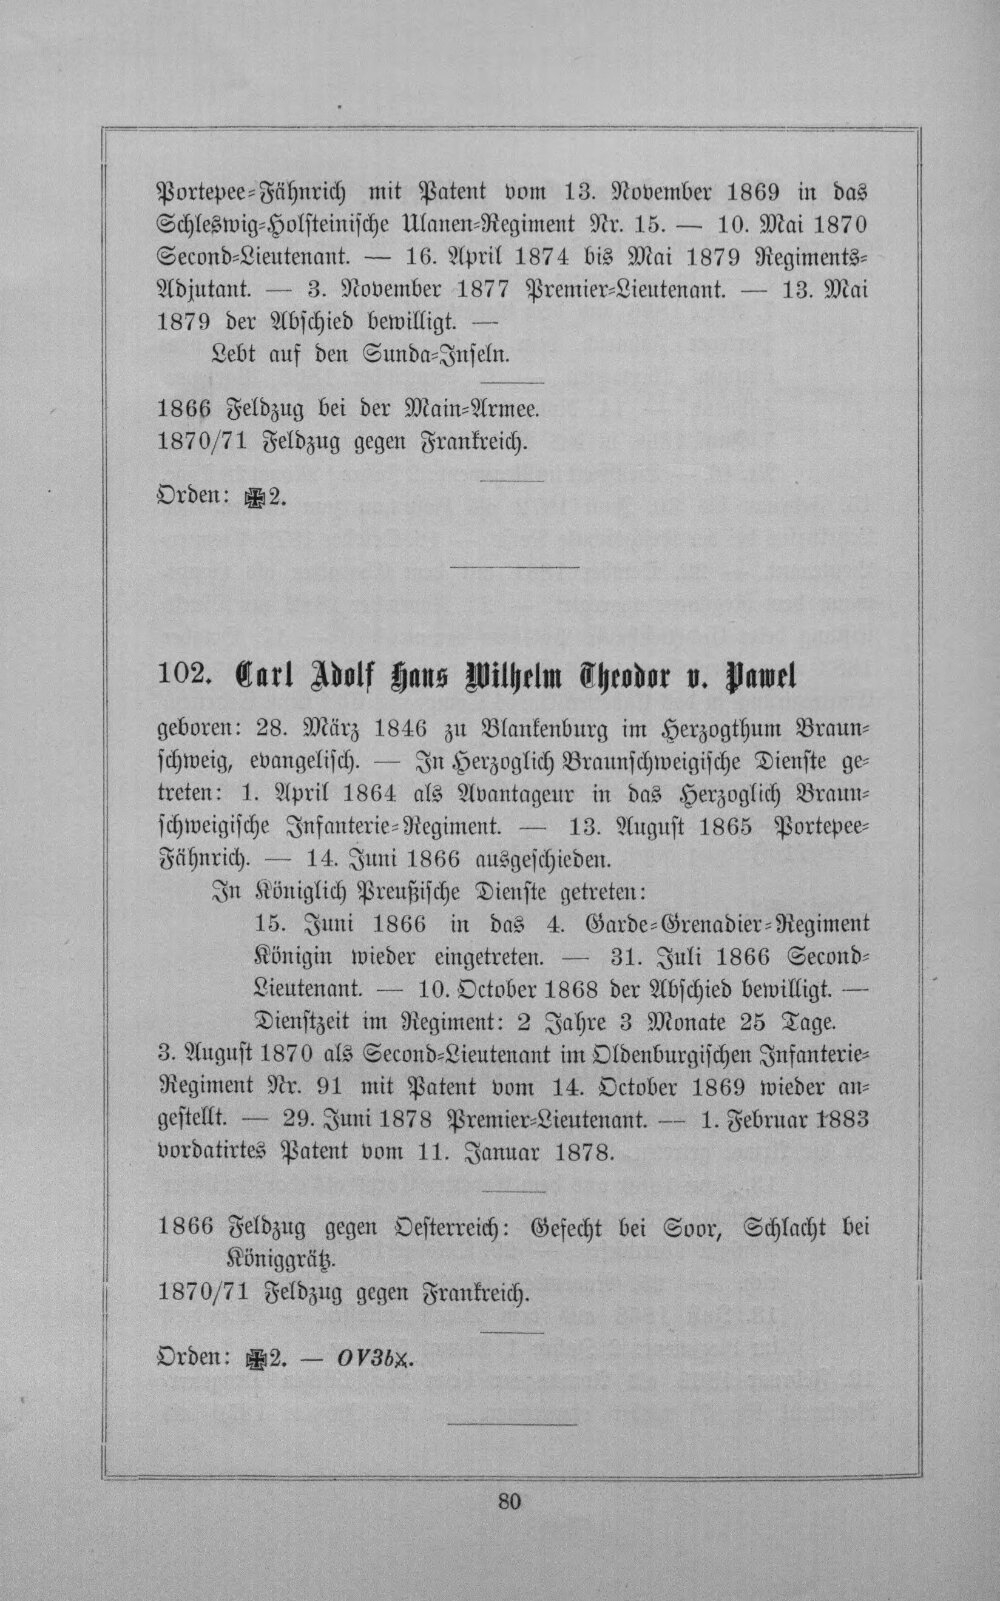 Portepee-Fähnrich mit Patent vom 13. November 1869 in das
Schleswig-Holsteinische Ulanen-Regiment Nr. 15. — 10. Mai 1870
Second-Lieutenant. — 16. April 1874 bis Mai 1879 Regiments-
Adjutant. — 3. November 1877 Premier-Lieutenant. — 13. Mai
1879 der Abschied bewilligt. —
Lebt auf den Sunda-Inseln.
1866 Feldzug bei der Main-Armee.
1870/71 Feldzug gegen Frankreich.
Orden: ✠2.
102. Carl Adolf Hans Wilhelm Theodor v. Pawel
geboren: 28. März 1846 zu Blankenburg im Herzogthum Braun-
schweig, evangelisch. — In Herzoglich Braunschweigische Dienste ge-
treten: 1. April 1864 als Avantageur in das Herzoglich Braun-
schweigische Infanterie-Regiment. — 13. August 1865 Portepee-
Fähnrich. — 14. Juni 1866 ausgeschieden.
In Königlich Preußische Dienste getreten:
15. Juni 1866 in das 4. Garde-Grenadier-Regiment
Königin wieder eingetreten. — 31. Juli 1866 Second-
Lieutenant. — 10. October 1868 der Abschied bewilligt. —
Dienstzeit im Regiment: 2 Jahre 3 Monate 25 Tage.
3. August 1870 als Second-Lieutenant im Oldenburgischen Infanterie-
Regiment Nr. 91 mit Patent vom 14. October 1869 wieder an-
gestellt. — 29. Juni 1878 Premier-Lieutenant. — 1. Februar 1883
vordatirtes Patent vom 11. Januar 1878.
1866 Feldzug gegen Oesterreich: Gefecht bei Soor, Schlacht bei
Königgrätz.
1870/71 Feldzug gegen Frankreich.
Orden: ✠2. — OV3b⚔.
80